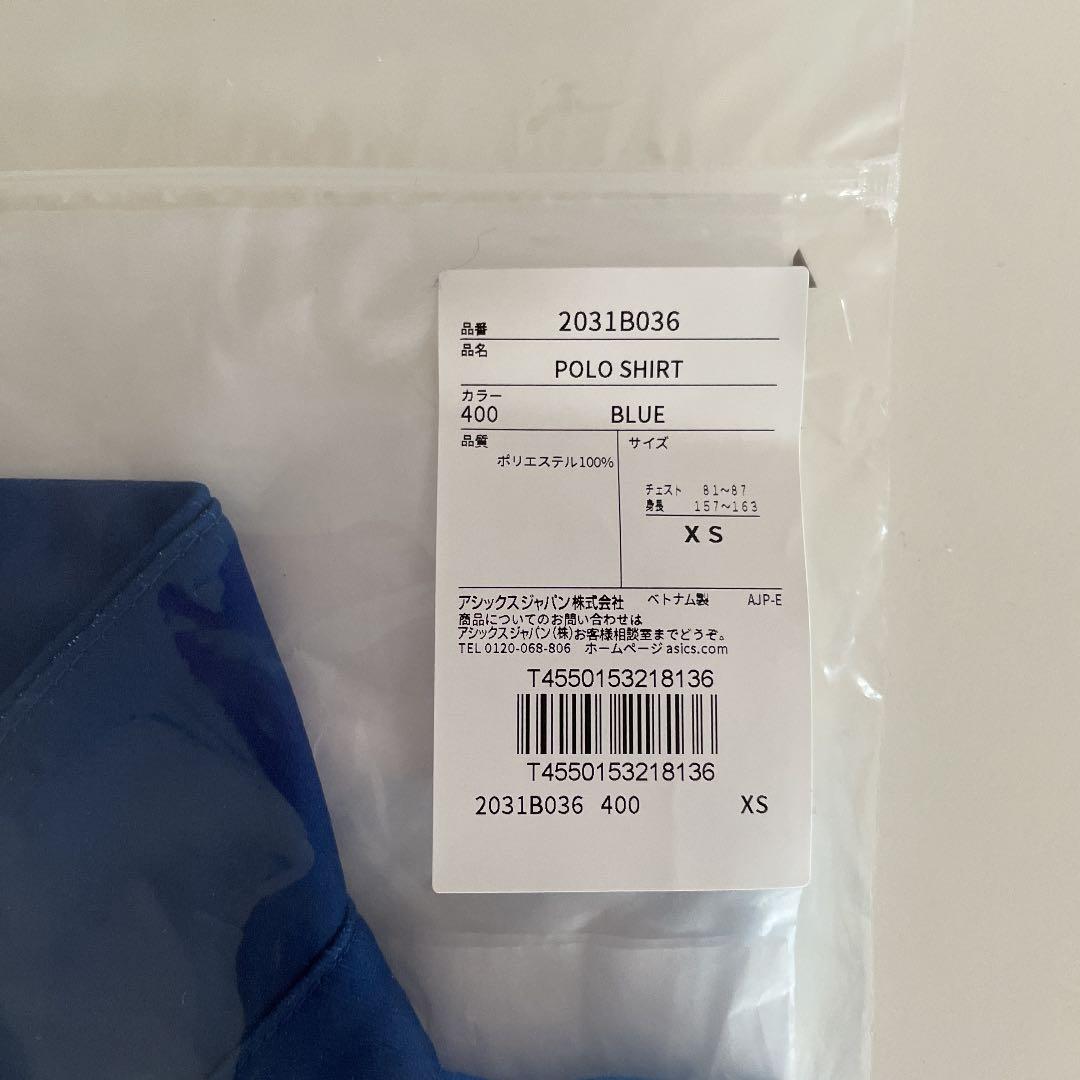 品番 2031B036
品名
POLO SHIRT
カラー
400 BLUE
品質
ポリエステル100%
サイズ
チェスト 81~87
身長 157~163
XS
アシックスジャパン株式会社 ベトナム製 AJP-E
商品についてのお問い合わせは
アシックスジャパン(株)お客様相談室までどうぞ。
TEL 0120-068-806 ホームページ asics.com
T4550153218136
T4550153218136
2031B036 400 XS